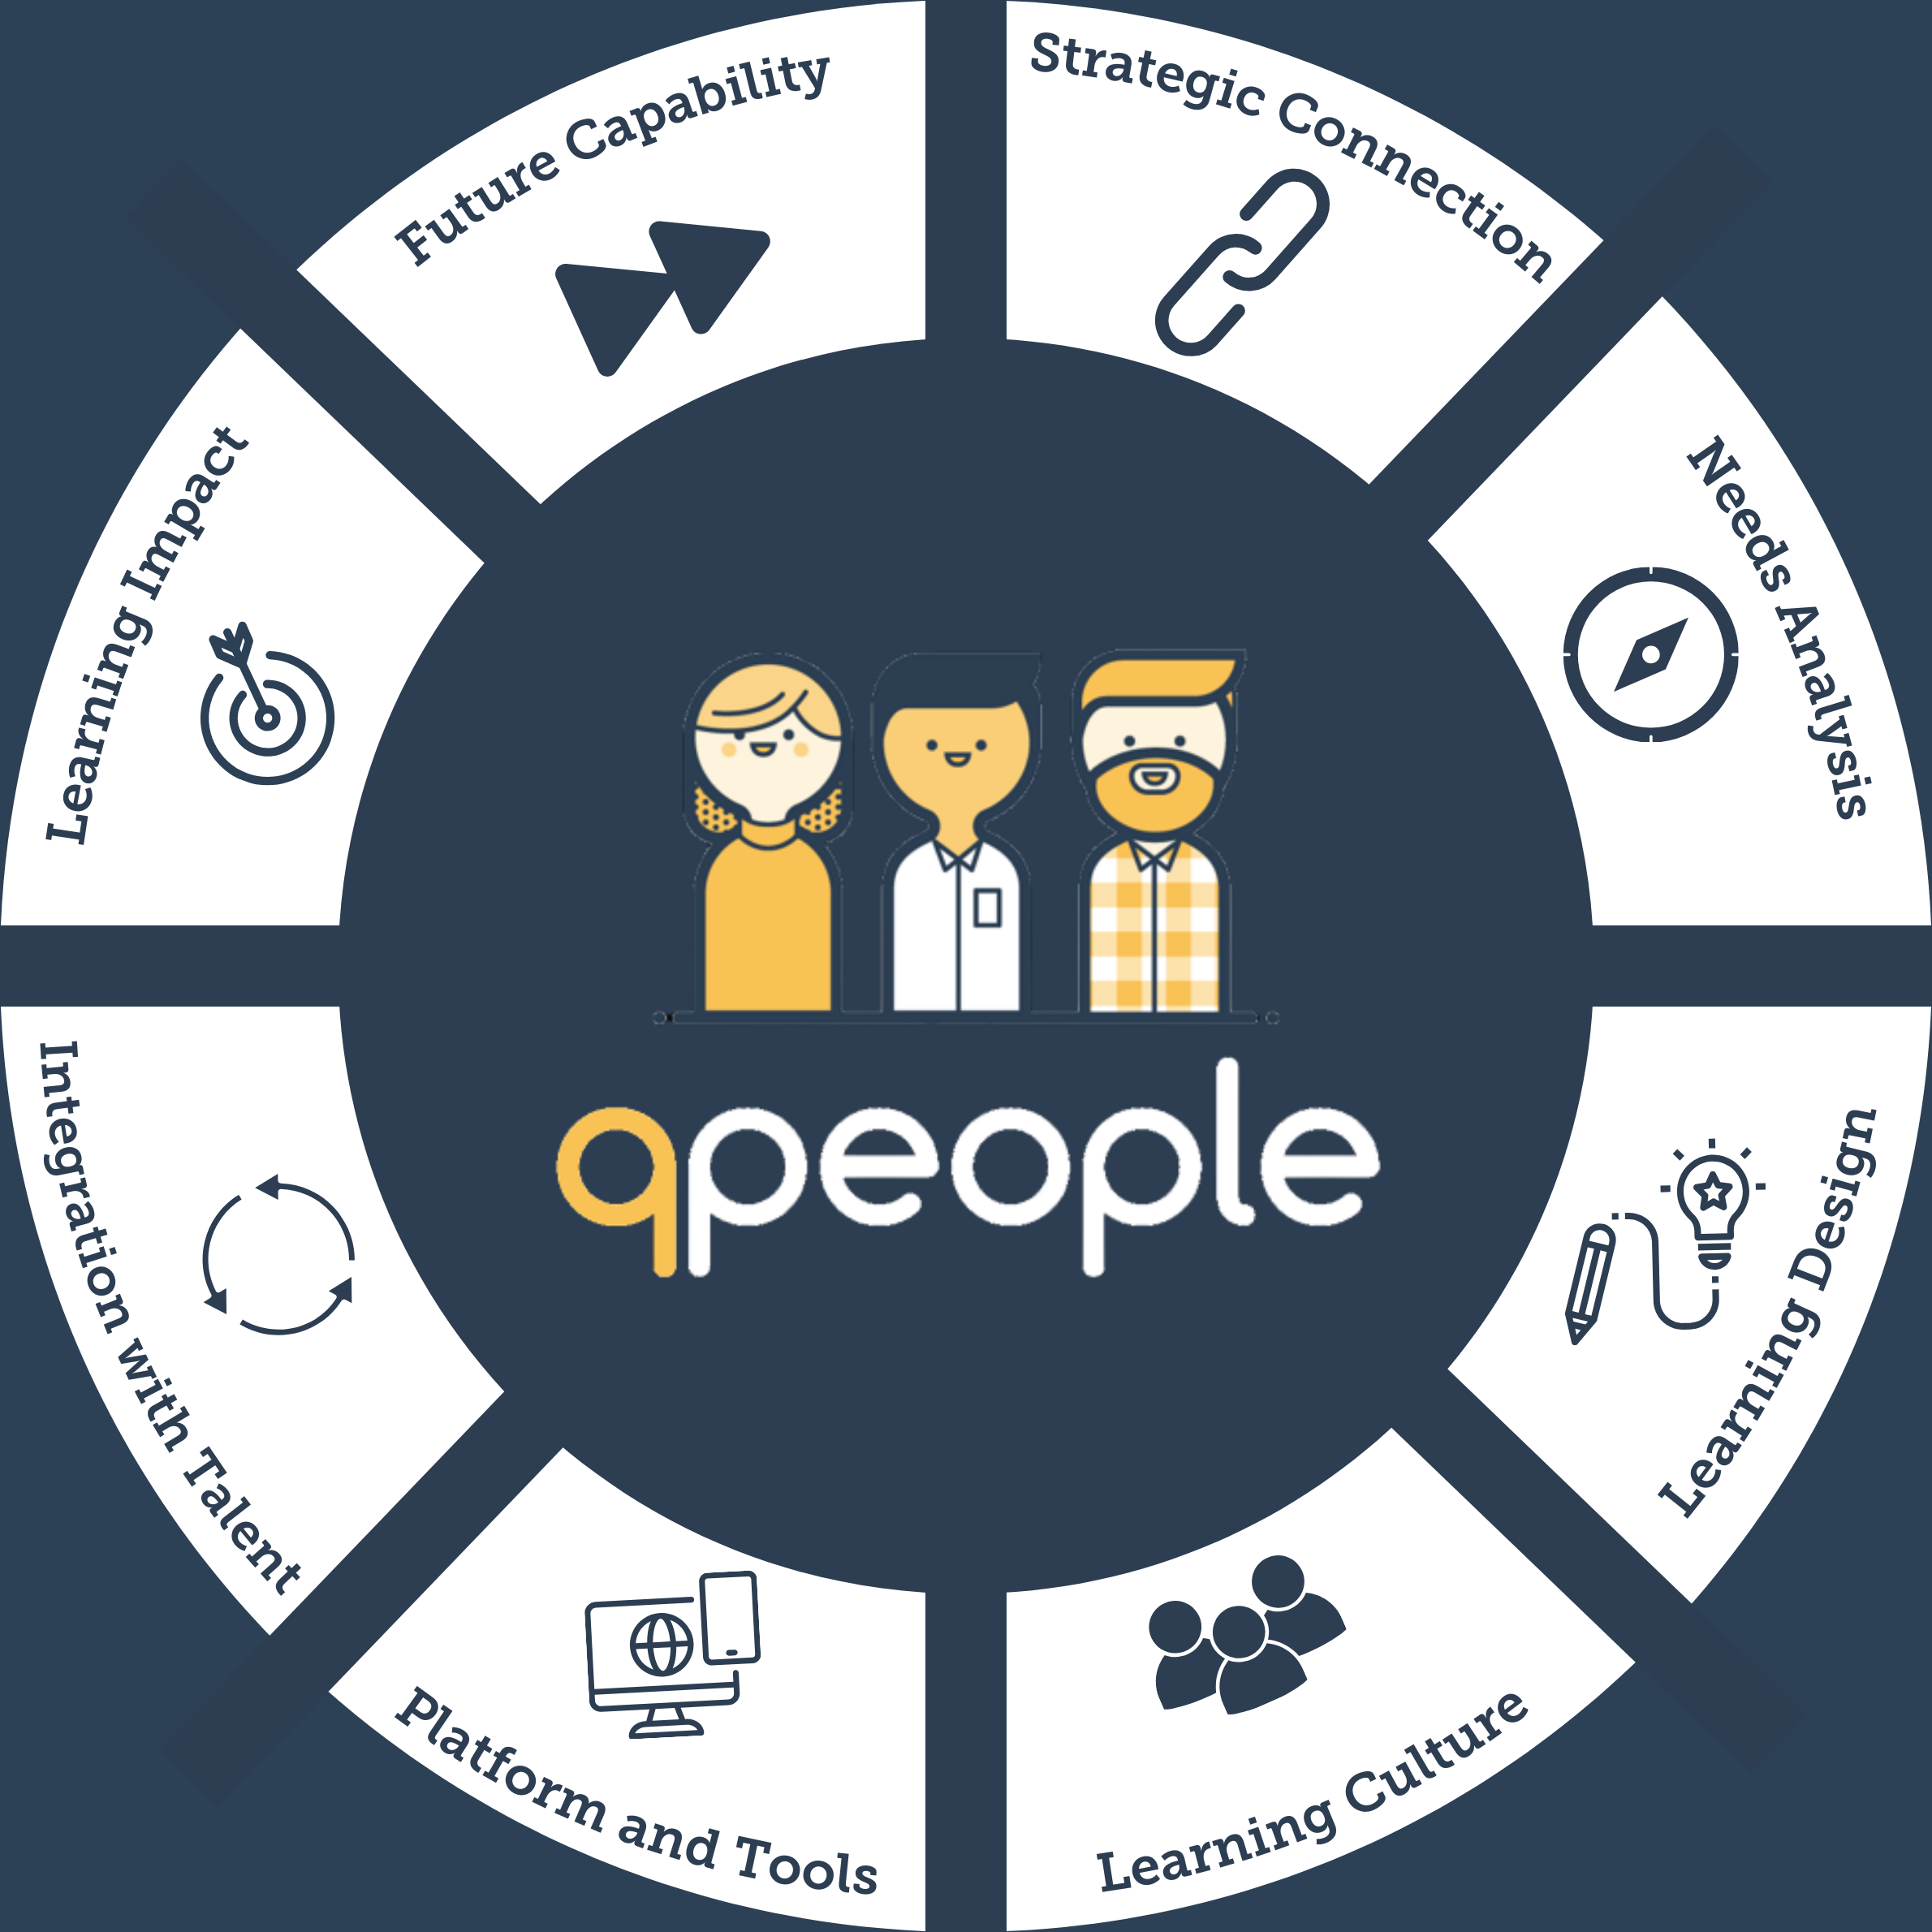 Strategic Connection
Needs Analysis
Learning Design
Learning Culture
Platform and Tools
Integration with Talent
Learning Impact
Future Capability
qpeople